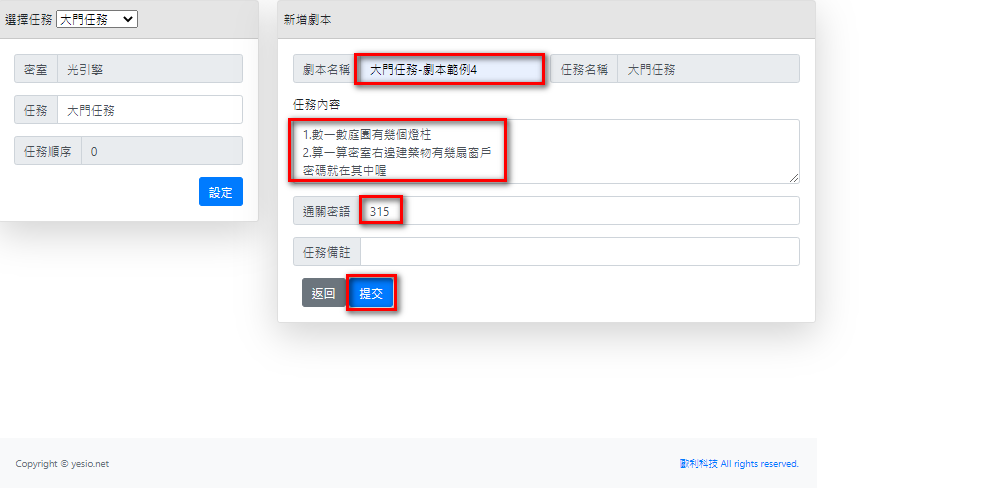 選擇任務 大門任務
密室 光引擎
任務 大門任務
任務順序 0
設定
新增劇本
劇本名稱 大門任務-劇本範例4 任務名稱 大門任務
任務內容
1.數一數庭園有幾個燈柱
2.算一算密室右邊建築物有幾扇窗戶
密碼就在其中喔
通關密語 315
任務備註
返回 提交
Copyright © yesio.net 歐利科技 All rights reserved.